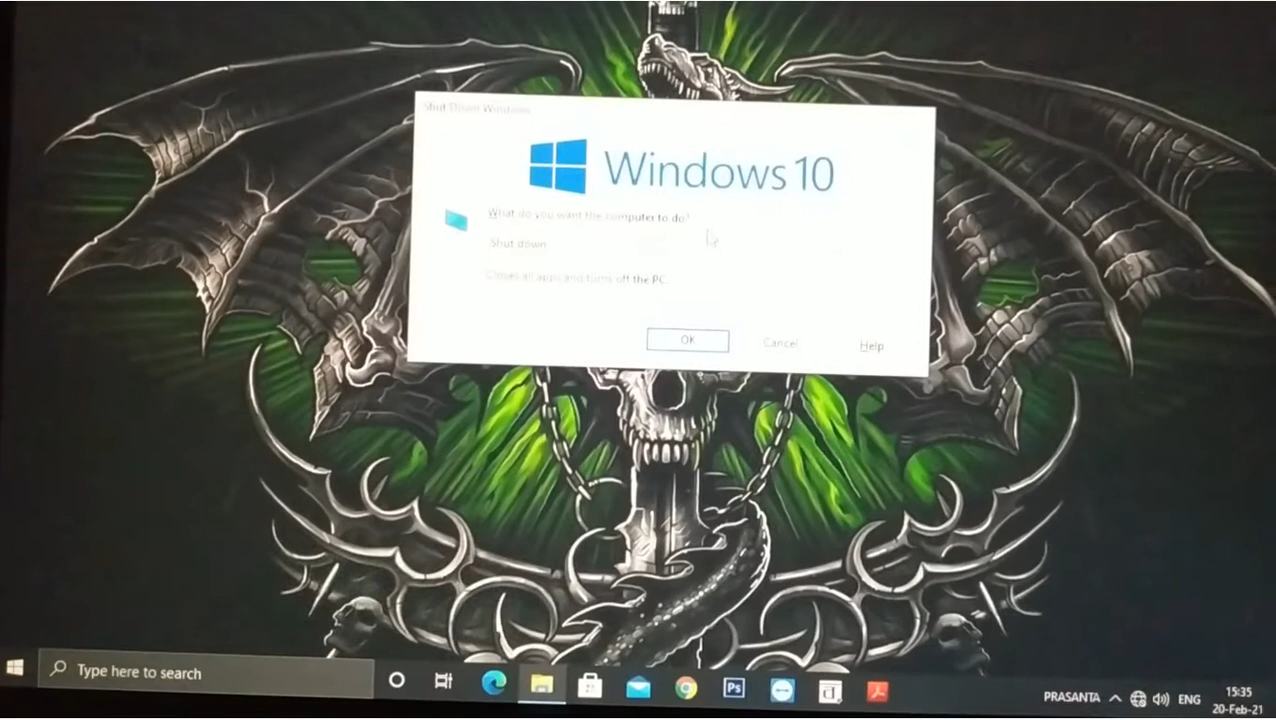 Shut Down Windows
Windows 10
What do you want the computer to do?
Shut down
Closes all apps and turns off the PC.
OK
Cancel
Help
Type here to search
Ps
PRASANTA
ENG
15:35
20-Feb-21